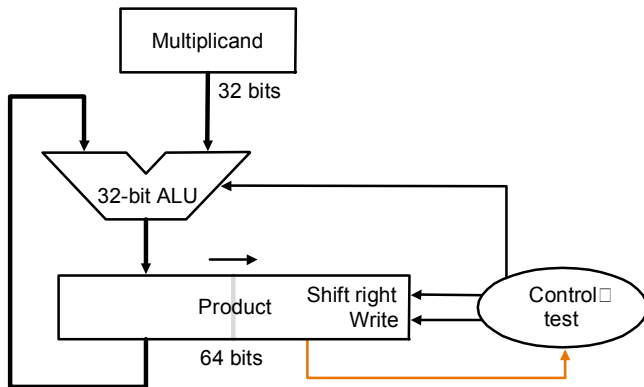 Multiplicand
32 bits
32-bit ALU
Product
Shift right
Write
64 bits
Control□
test